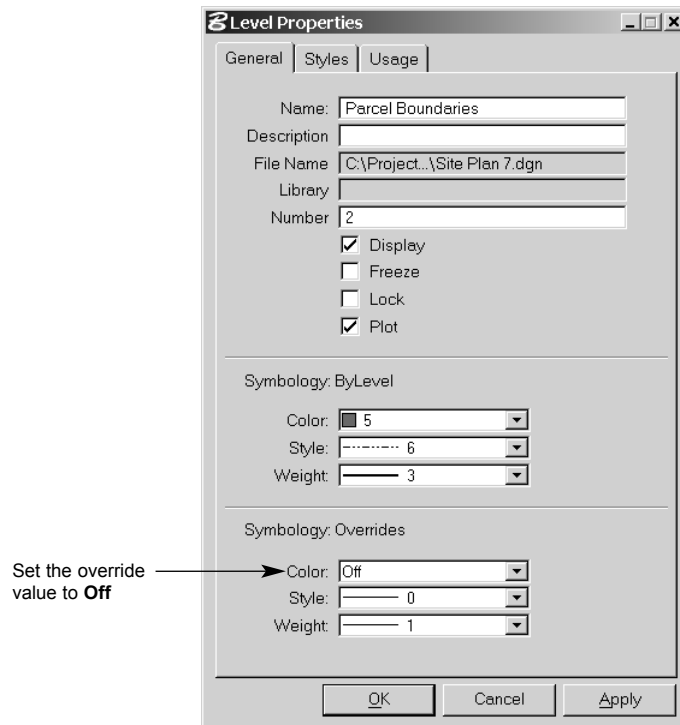 Level Properties
General Styles Usage
Name: Parcel Boundaries
Description
File Name C:\Project...\Site Plan 7.dgn
Library
Number 2
Display
Freeze
Lock
Plot
Symbology: ByLevel
Color: 5
Style: 6
Weight: 3
Symbology: Overrides
Set the override
value to Off
Color: Off
Style: 0
Weight: 1
OK Cancel Apply